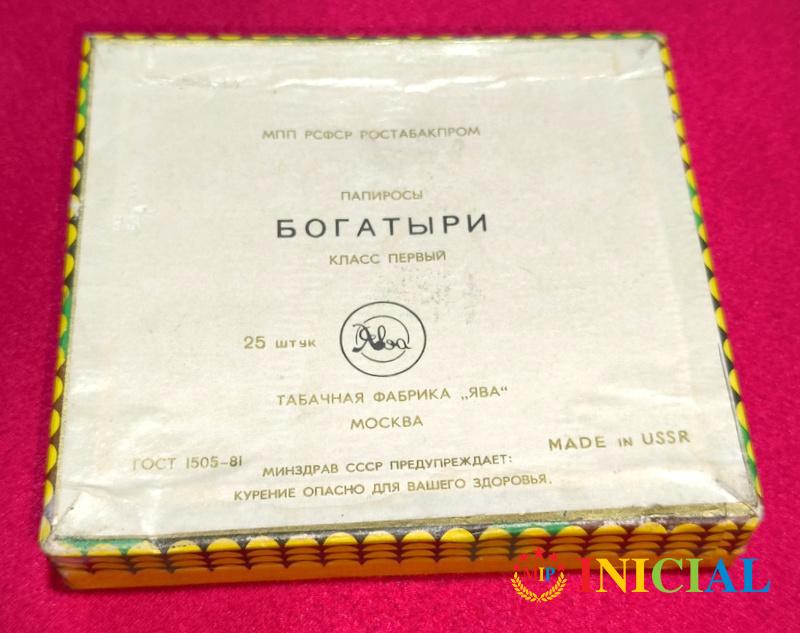 МПП РСФСР РОСТАБАКПРОМ
ПАПИРОСЫ
БОГАТЫРИ
КЛАСС ПЕРВЫЙ
25 штук
Ява
ТАБАЧНАЯ ФАБРИКА „ЯВА“
МОСКВА
ГОСТ 1505-81
MADE in USSR
МИНЗДРАВ СССР ПРЕДУПРЕЖДАЕТ:
КУРЕНИЕ ОПАСНО ДЛЯ ВАШЕГО ЗДОРОВЬЯ.
MIP INICIAL